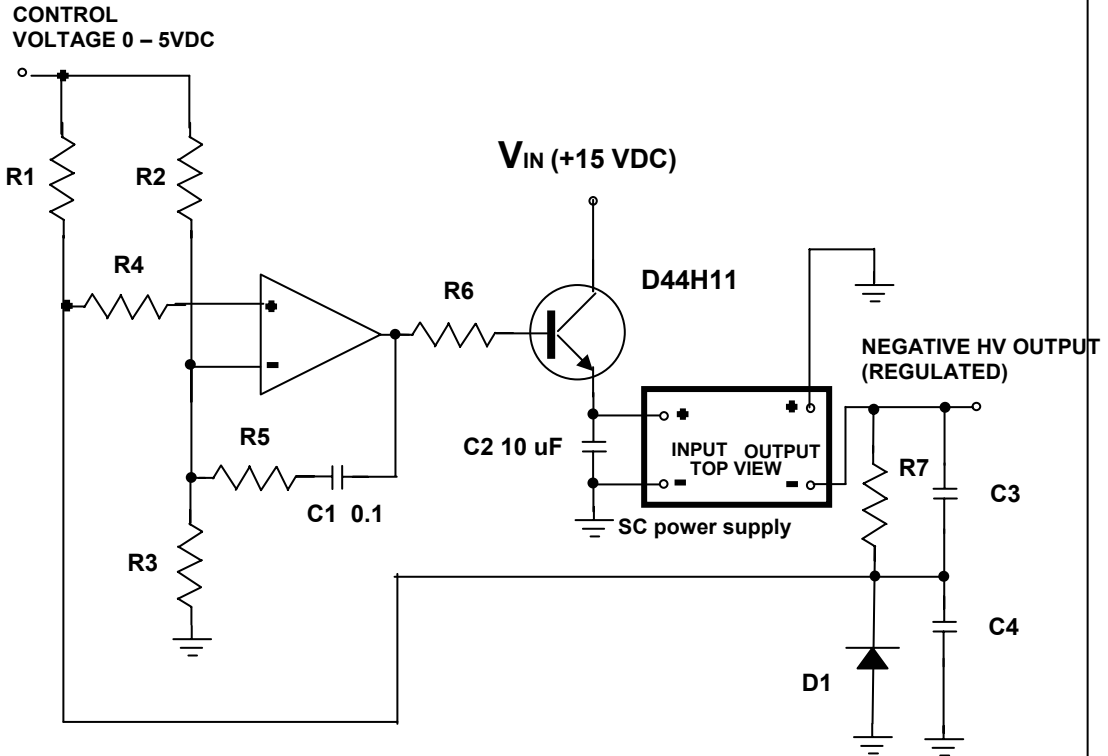 CONTROL
VOLTAGE 0 – 5VDC
VIN (+15 VDC)
R1
R2
R4
R6
D44H11
NEGATIVE HV OUTPUT
(REGULATED)
R5
C1 0.1
C2 10 uF
INPUT OUTPUT
TOP VIEW
R7
C3
SC power supply
R3
C4
D1